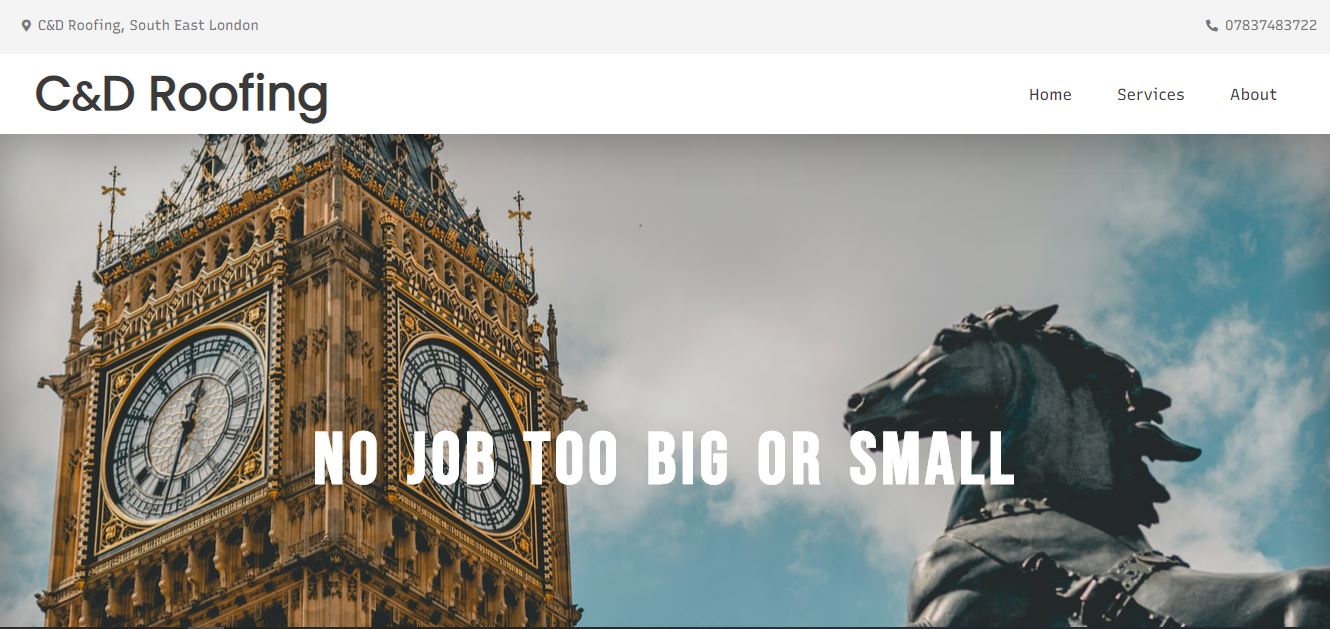 C&D Roofing, South East London
07837483722
C&D Roofing
Home Services About
NO JOB TOO BIG OR SMALL